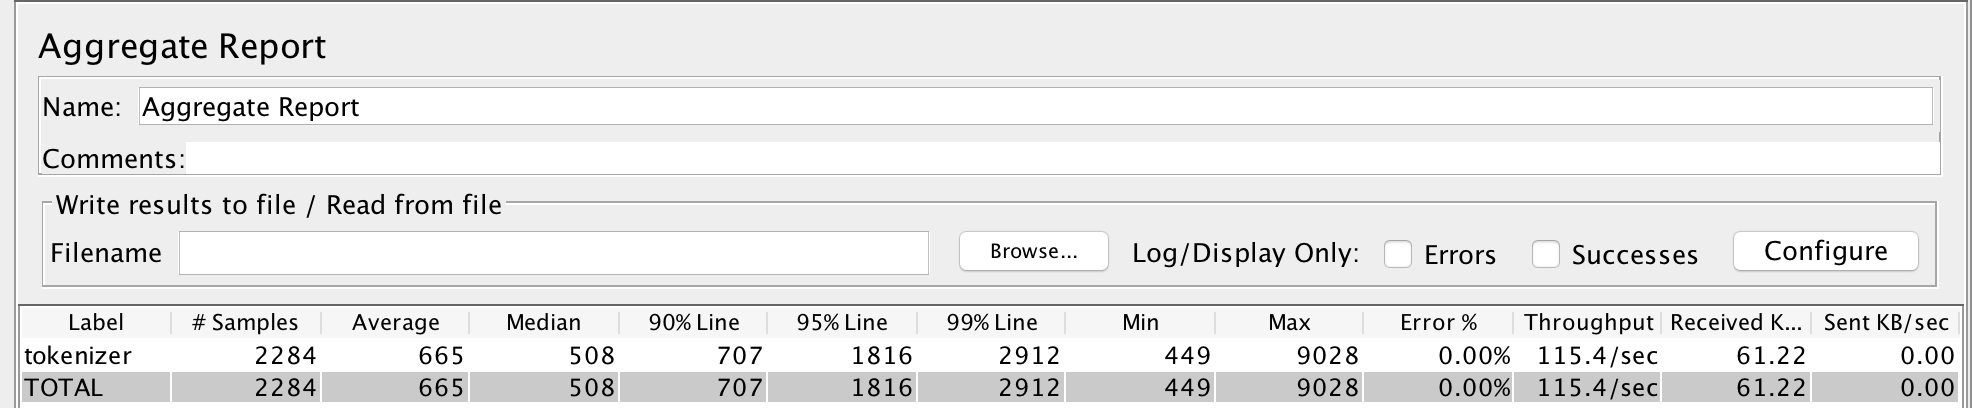 Aggregate Report
Name: Aggregate Report
Comments:
Write results to file / Read from file
Filename Browse... Log/Display Only: Errors Successes Configure
Label # Samples Average Median 90% Line 95% Line 99% Line Min Max Error % Throughput Received K... Sent KB/sec
tokenizer 2284 665 508 707 1816 2912 449 9028 0.00% 115.4/sec 61.22 0.00
TOTAL 2284 665 508 707 1816 2912 449 9028 0.00% 115.4/sec 61.22 0.00